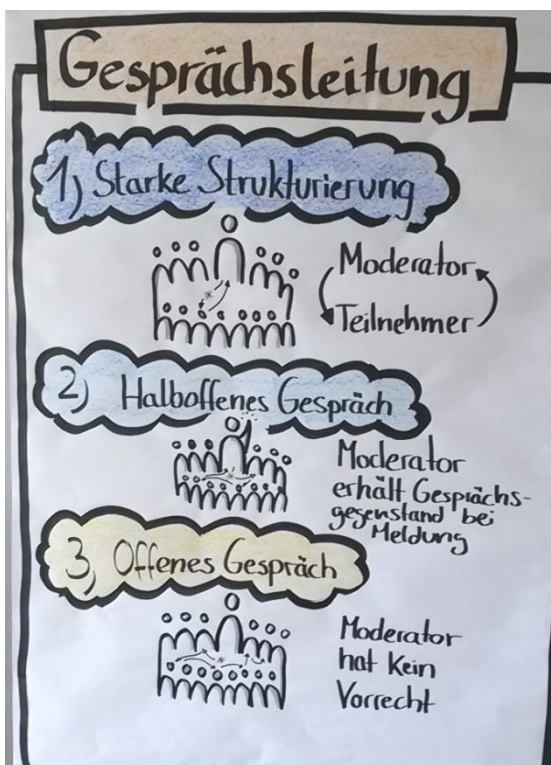 Gesprächsleitung
1) Starke Strukturierung
Moderator
Teilnehmer
2) Halboffenes Gespräch
Moderator
erhält Gesprächs-
gegenstand bei
Meldung
3) Offenes Gespräch
Moderator
hat Kein
Vorrecht